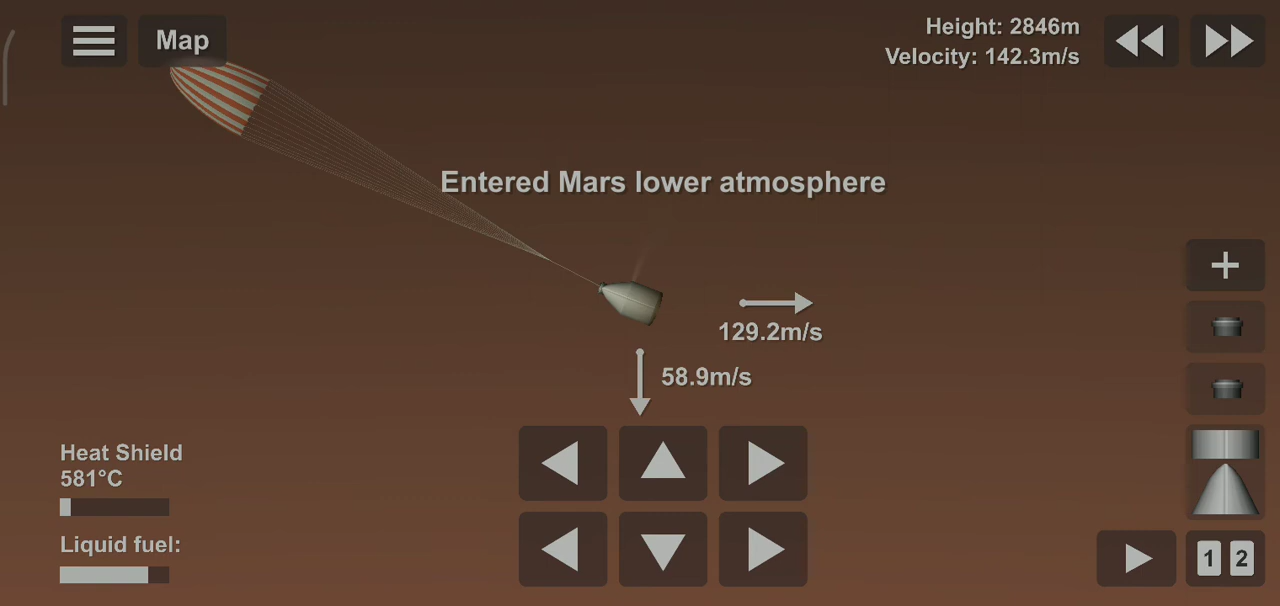 Map
Height: 2846m
Velocity: 142.3m/s
Entered Mars lower atmosphere
129.2m/s
58.9m/s
Heat Shield
581°C
Liquid fuel:
1 2